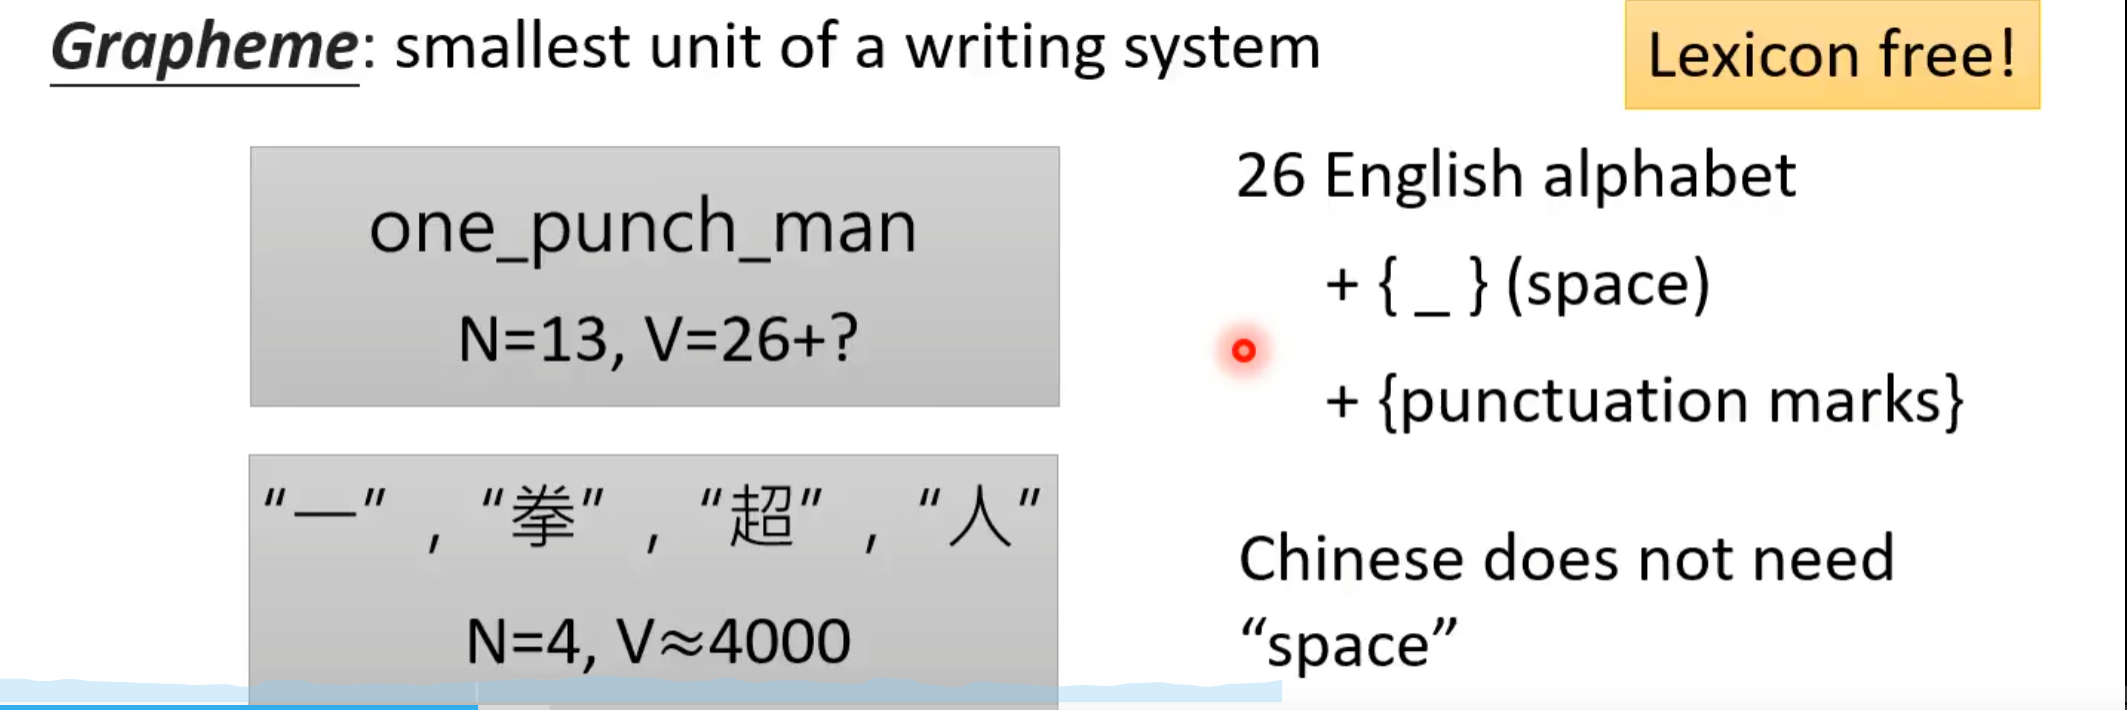 Grapheme: smallest unit of a writing system
Lexicon free!
one_punch_man
N=13, V=26+?
26 English alphabet
+ { _ } (space)
+ {punctuation marks}
“一” , “拳” , “超” , “人”
N=4, V≈4000
Chinese does not need
“space”